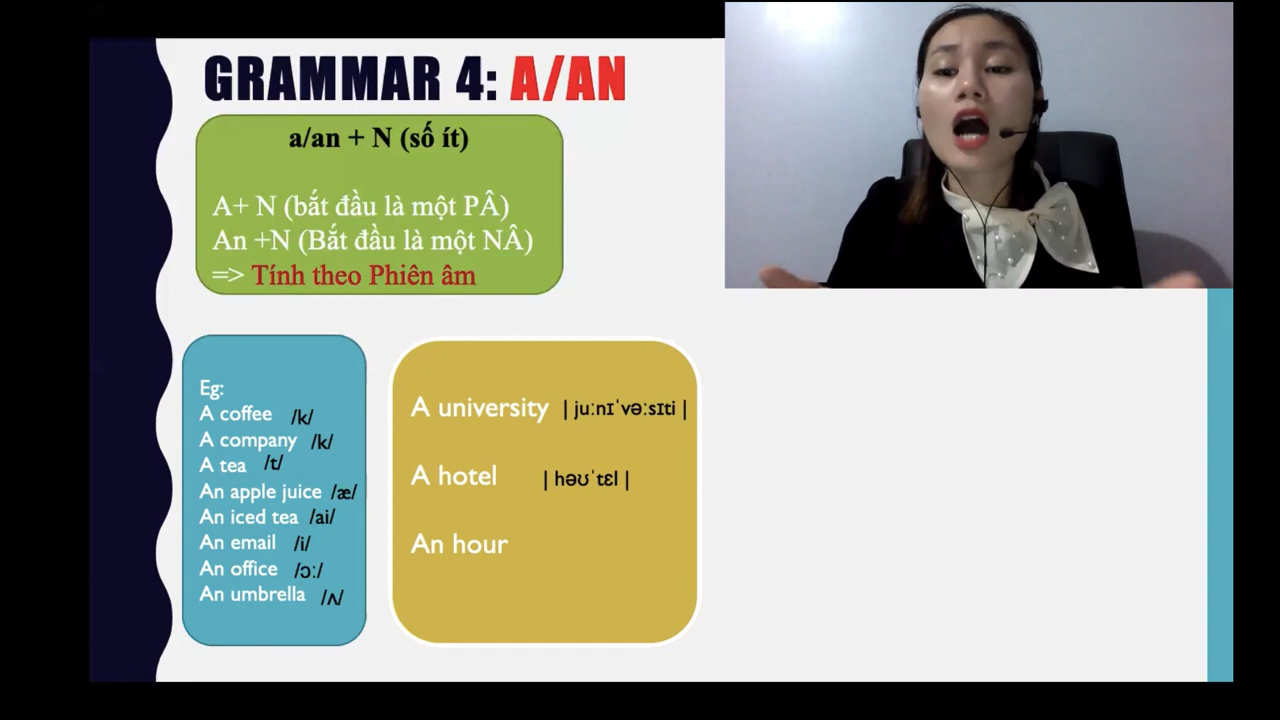 GRAMMAR 4: A/AN
a/an + N (số ít)
A+ N (bắt đầu là một PÂ)
An +N (Bắt đầu là một NÂ)
=> Tính theo Phiên âm
Eg:
A coffee /k/
A company /k/
A tea /t/
An apple juice /æ/
An iced tea /ai/
An email /i/
An office /ɔː/
An umbrella /ʌ/
A university | juːnɪˈvəːsɪti |
A hotel | həʊˈtɛl |
An hour